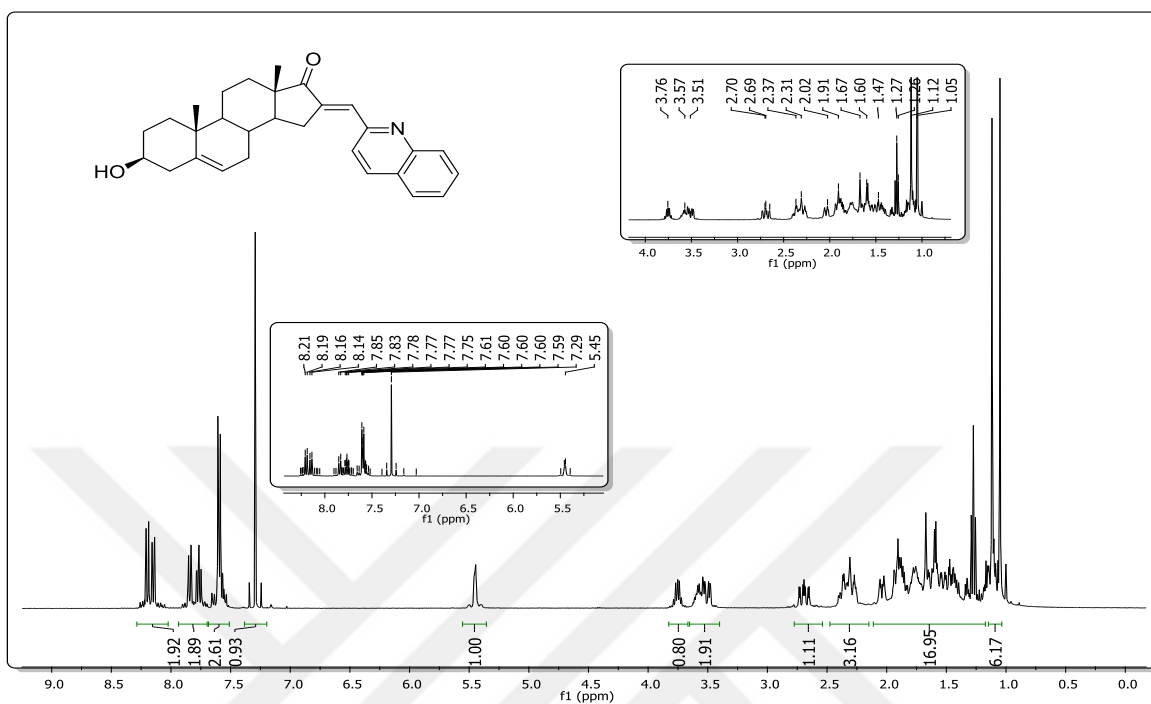 O
N
HO
3.76 3.57 3.51 2.70 2.69 2.37 2.31 2.02 1.91 1.67 1.60 1.47 1.27 1.26 1.12 1.05
4.0 3.5 3.0 2.5 2.0 1.5 1.0
f1 (ppm)
8.21 8.19 8.16 8.14 7.85 7.83 7.78 7.77 7.77 7.75 7.61 7.60 7.60 7.60 7.59 7.29 5.45
8.0 7.5 7.0 6.5 6.0 5.5
f1 (ppm)
1.92 1.89 2.61 0.93 1.00 0.80 1.91 1.11 3.16 16.95 6.17
9.0 8.5 8.0 7.5 7.0 6.5 6.0 5.5 5.0 4.5 4.0 3.5 3.0 2.5 2.0 1.5 1.0 0.5 0.0
f1 (ppm)